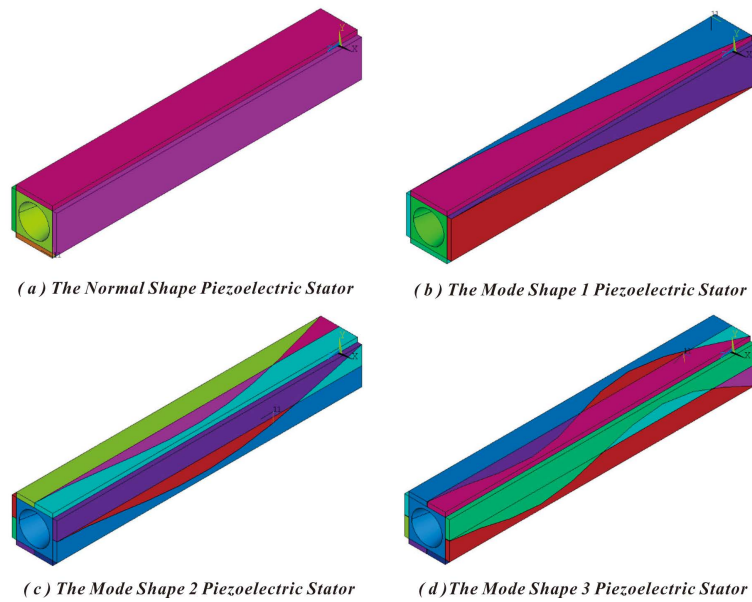 ( a ) The Normal Shape Piezoelectric Stator
( b ) The Mode Shape 1 Piezoelectric Stator
( c ) The Mode Shape 2 Piezoelectric Stator
( d )The Mode Shape 3 Piezoelectric Stator